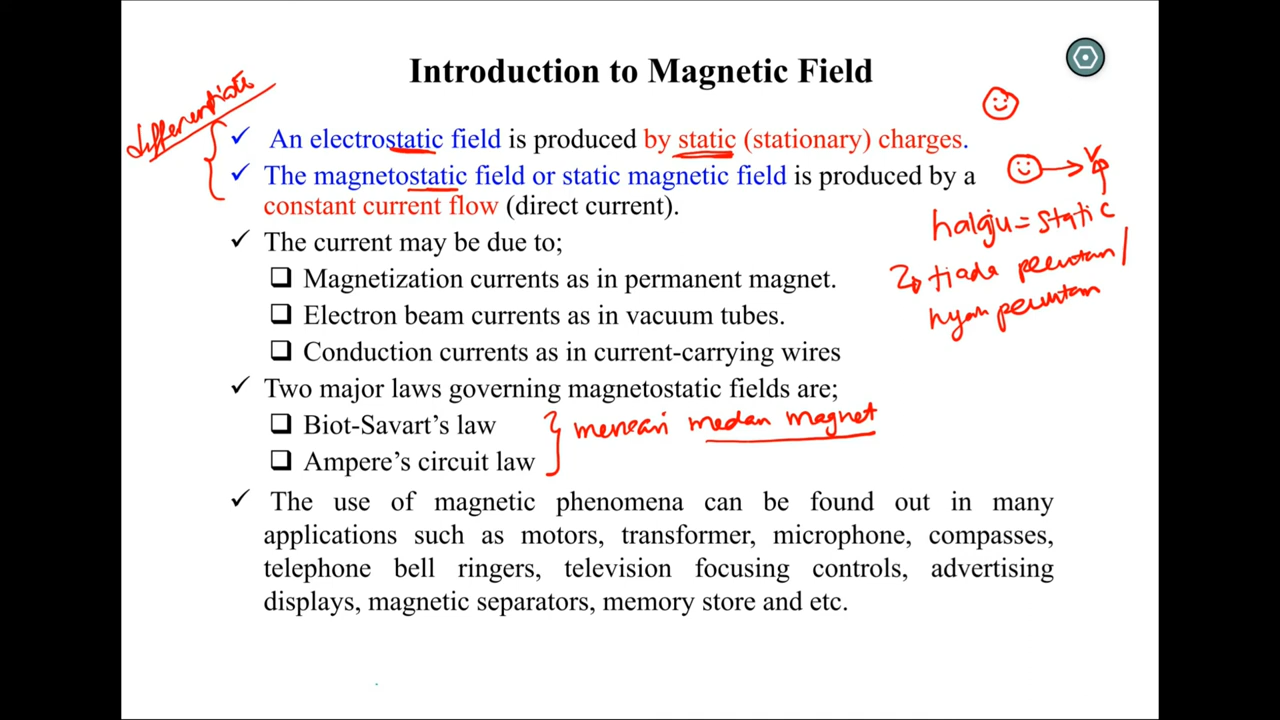 Introduction to Magnetic Field
differentiate
✓ An electrostatic field is produced by static (stationary) charges.
✓ The magnetostatic field or static magnetic field is produced by a
constant current flow (direct current).
V
halaju = static
tiada
✓ The current may be due to;
❑ Magnetization currents as in permanent magnet.
❑ Electron beam currents as in vacuum tubes.
❑ Conduction currents as in current-carrying wires
✓ Two major laws governing magnetostatic fields are;
❑ Biot-Savart's law
❑ Ampere's circuit law
mencari medan magnet
✓ The use of magnetic phenomena can be found out in many
applications such as motors, transformer, microphone, compasses,
telephone bell ringers, television focusing controls, advertising
displays, magnetic separators, memory store and etc.